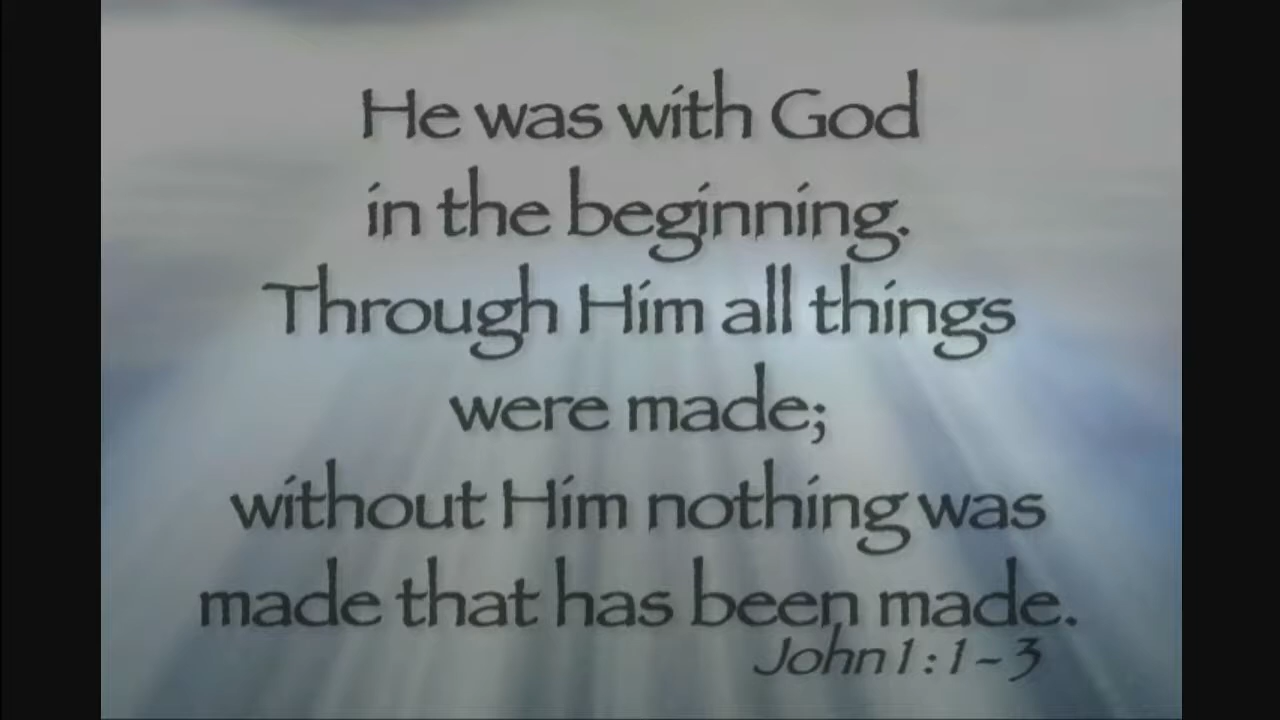 He was with God
in the beginning.
Through Him all things
were made;
without Him nothing was
made that has been made.
John 1:1-3